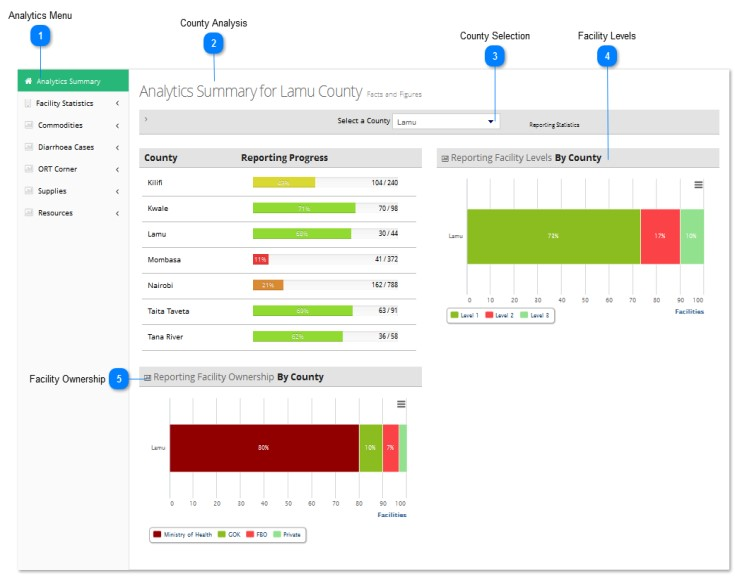 Analytics Menu
1
County Analysis
2
County Selection
3
Facility Levels
4
Analytics Summary
Facility Statistics
Commodities
Diarrhoea Cases
ORT Corner
Supplies
Resources
Analytics Summary for Lamu County Facts and Figures
Select a County Lamu Reporting Statistics
County Reporting Progress
Kilifi 104 / 240
Kwale 71% 70 / 98
Lamu 30 / 44
Mombasa 11% 41 / 372
Nairobi 21% 162 / 788
Taita Taveta 63 / 91
Tana River 62% 36 / 58
Reporting Facility Levels By County
Lamu 73% 17% 10%
0 10 20 30 40 50 60 70 80 90 100
Facilities
Level 1 Level 2 Level 3
Facility Ownership 5
Reporting Facility Ownership By County
Lamu 80% 10% 7%
0 10 20 30 40 50 60 70 80 90 100
Facilities
Ministry of Health GOK FBO Private